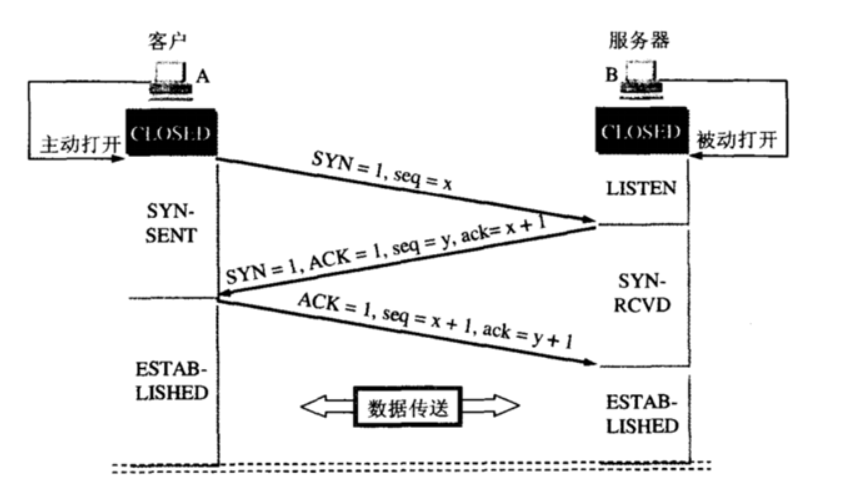 客户
服务器
A
B
主动打开
CLOSED
CLOSED
被动打开
SYN = 1, seq = x
LISTEN
SYN-
SENT
SYN = 1, ACK = 1, seq = y, ack= x + 1
SYN-
RCVD
ACK = 1, seq = x + 1, ack = y + 1
ESTAB-
LISHED
数据传送
ESTAB-
LISHED